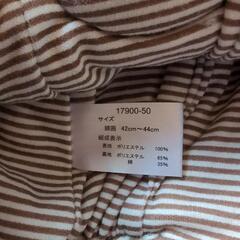 17900-50
サイズ
頭囲 42cm～44cm
組成表示
表地 ポリエステル 100%
裏地 ポリエステル 65%
綿 35%